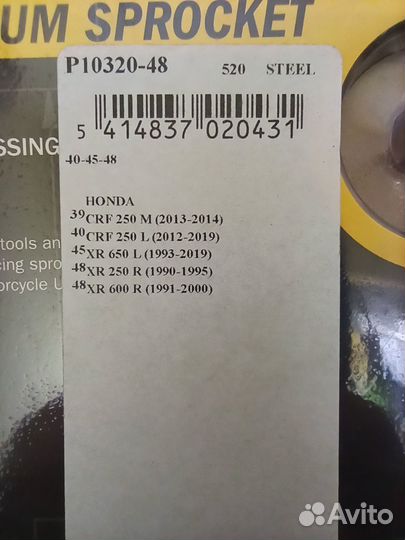 UM SPROCKET
P10320-48 520 STEEL
5 414837 020431
SSING
40-45-48
HONDA
39 CRF 250 M (2013-2014)
40 CRF 250 L (2012-2019)
45 XR 650 L (1993-2019)
48 XR 250 R (1990-1995)
48 XR 600 R (1991-2000)
tools an
cing spro
orcycle U
Avito